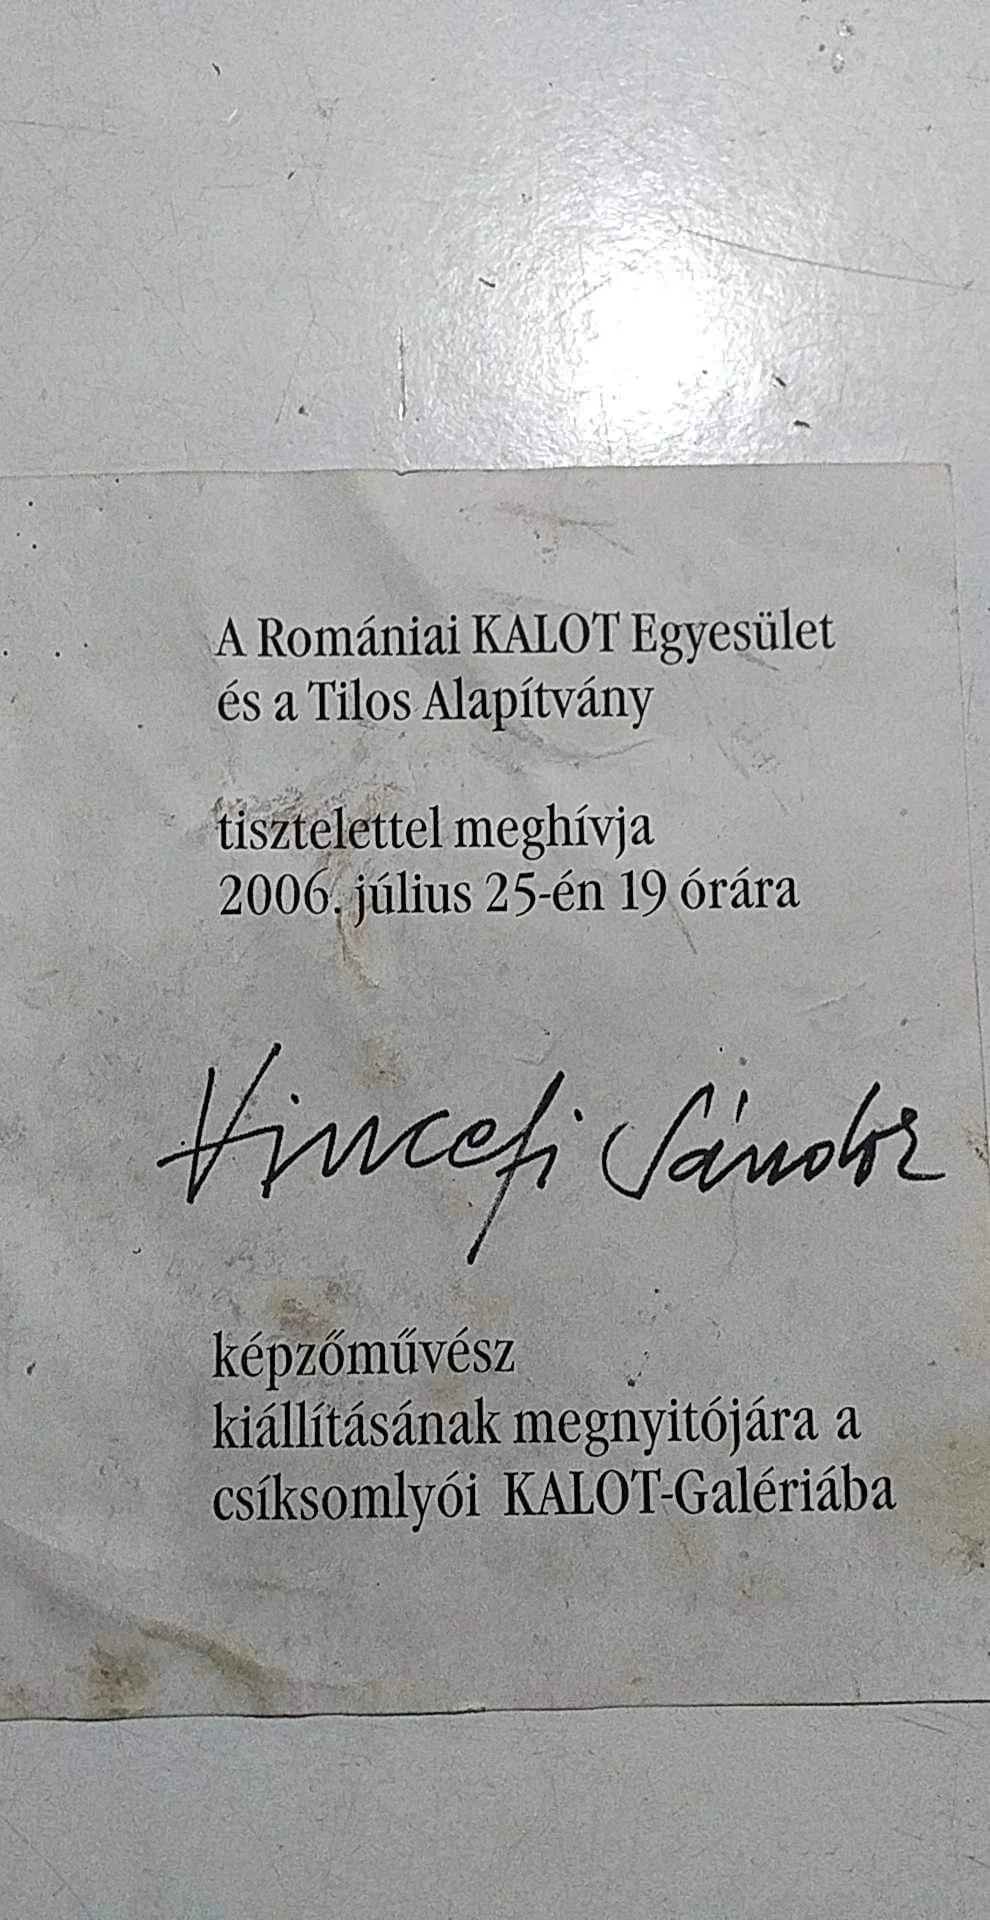 A Romániai KALOT Egyesület
és a Tilos Alapítvány
tisztelettel meghívja
2006. július 25-én 19 órára
Vincefi Sándor
képzőművész
kiállításának megnyitójára a
csíksomlyói KALOT-Galériába